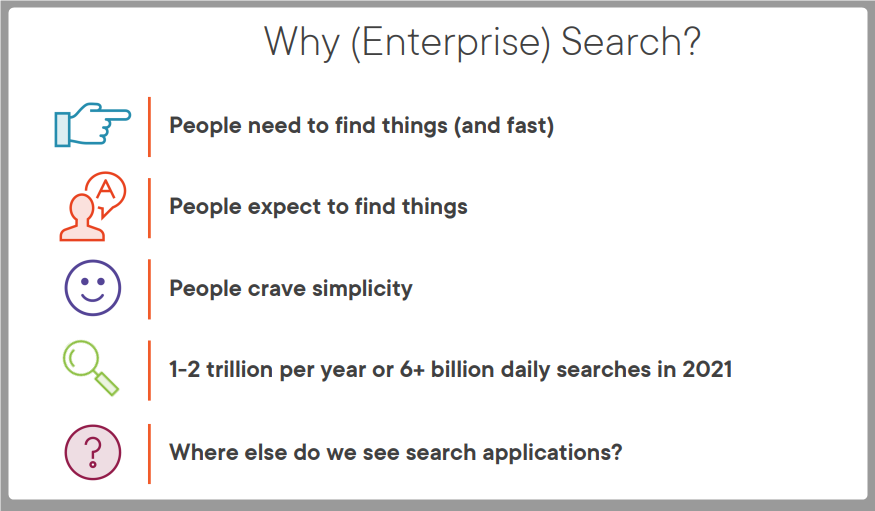 Why (Enterprise) Search?
People need to find things (and fast)
A
People expect to find things
People crave simplicity
1-2 trillion per year or 6+ billion daily searches in 2021
?
Where else do we see search applications?